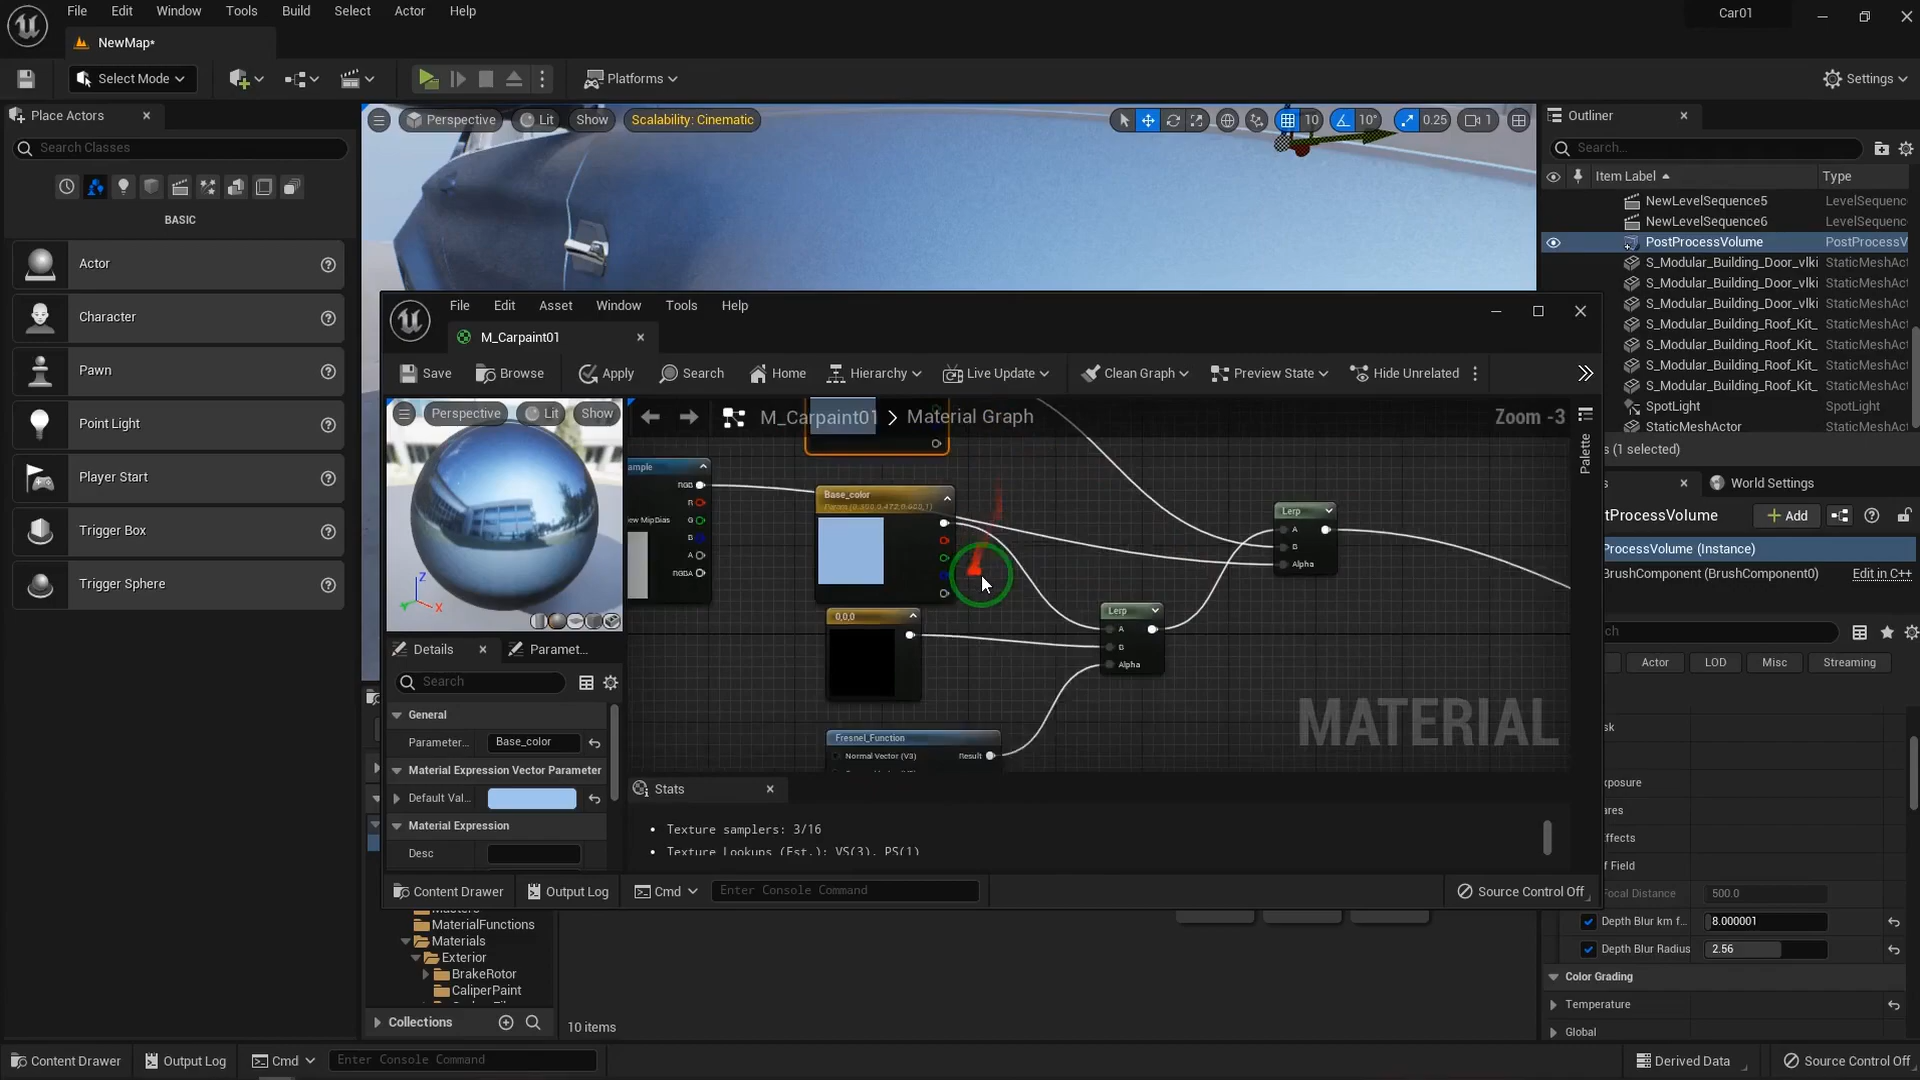 File Edit Window Tools Build Select Actor Help
Car01
NewMap*
Select Mode
Platforms
Settings
Place Actors
Search Classes
BASIC
Actor
Character
Pawn
Point Light
Player Start
Trigger Box
Trigger Sphere
Perspective Lit Show Scalability: Cinematic
10 10° 0.25 1
Outliner
Search...
Item Label Type
NewLevelSequence5 LevelSequenc
NewLevelSequence6 LevelSequenc
PostProcessVolume PostProcessV
S_Modular_Building_Door_vlki StaticMeshAct
S_Modular_Building_Door_vlki StaticMeshAct
S_Modular_Building_Door_vlki StaticMeshAct
S_Modular_Building_Roof_Kit_ StaticMeshAct
S_Modular_Building_Roof_Kit_ StaticMeshAct
S_Modular_Building_Roof_Kit_ StaticMeshAct
S_Modular_Building_Roof_Kit_ StaticMeshAct
SpotLight SpotLight
StaticMeshActor StaticMeshAct
s (1 selected)
s
World Settings
tProcessVolume
Add
ProcessVolume (Instance)
BrushComponent (BrushComponent0) Edit in C++
ch
Actor LOD Misc Streaming
sk
xposure
ares
ffects
f Field
Focal Distance 500.0
Depth Blur km f... 8.000001
Depth Blur Radius 2.56
Color Grading
Temperature
Global
File Edit Asset Window Tools Help
M_Carpaint01
Save Browse Apply Search Home Hierarchy Live Update Clean Graph Preview State Hide Unrelated
Perspective Lit Show
M_Carpaint01 > Material Graph
Zoom -3
Palette
ample
RGB
R
G
B
A
RGBA
ew MipBias
Base_color
0,0,0
Fresnel_Function
Normal Vector (V3) Result
Lerp
A
B
Alpha
Lerp
A
B
Alpha
MATERIAL
Z
X
Details
Paramet...
Search
General
Parameter... Base_color
Material Expression Vector Parameter
Default Val...
Material Expression
Desc
Stats
Texture samplers: 3/16
Texture Lookups (Est.): VS(3), PS(1)
Content Drawer Output Log Cmd Enter Console Command
Source Control Off
Masters
MaterialFunctions
Materials
Exterior
BrakeRotor
CaliperPaint
Collections
10 items
Content Drawer Output Log Cmd Enter Console Command
Derived Data Source Control Off